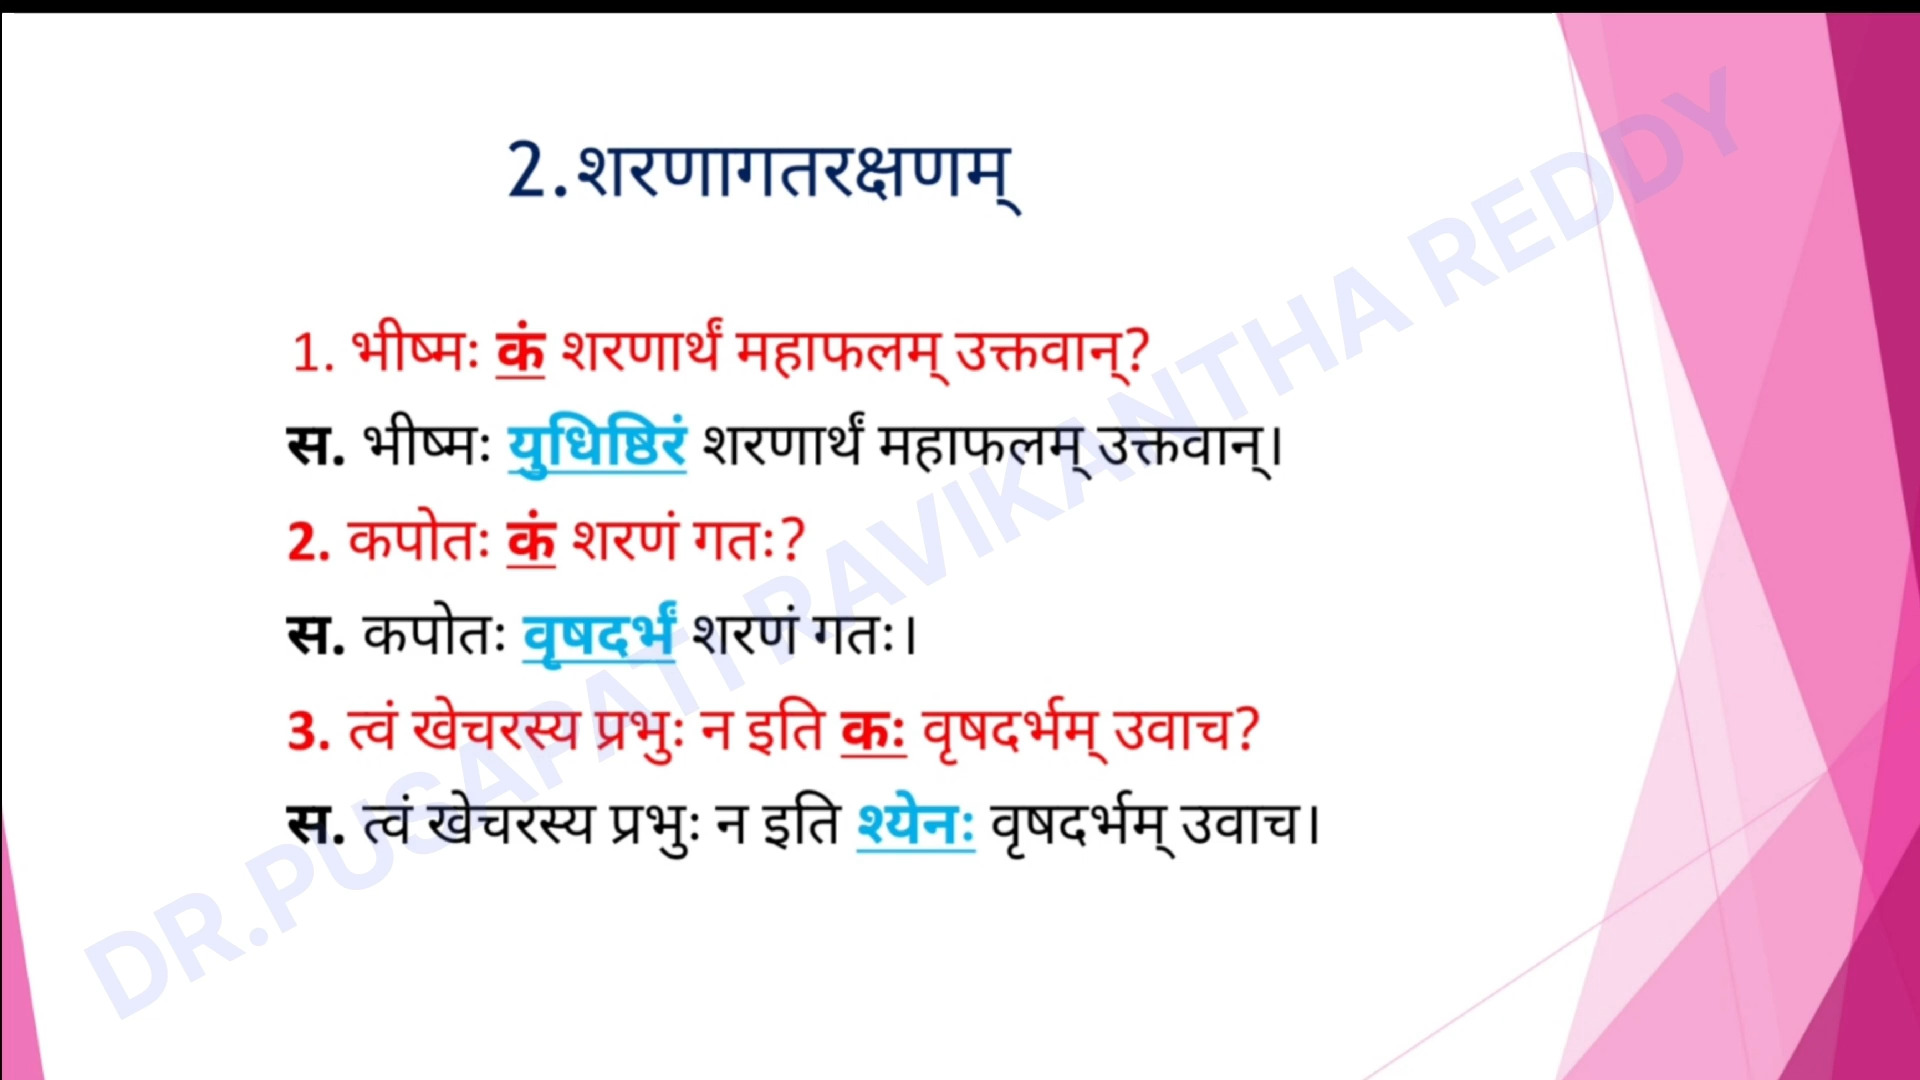 2.शरणागतरक्षणम्
1. भीष्मः कं शरणार्थं महाफलम् उक्तवान्?
स. भीष्मः युधिष्ठिरं शरणार्थं महाफलम् उक्तवान्।
2. कपोतः कं शरणं गतः?
स. कपोतः वृषदर्भं शरणं गतः।
3. त्वं खेचरस्य प्रभुः न इति कः वृषदर्भम् उवाच?
स. त्वं खेचरस्य प्रभुः न इति श्येनः वृषदर्भम् उवाच।
DR.PUSAPATI RAVIKANTHA REDDY